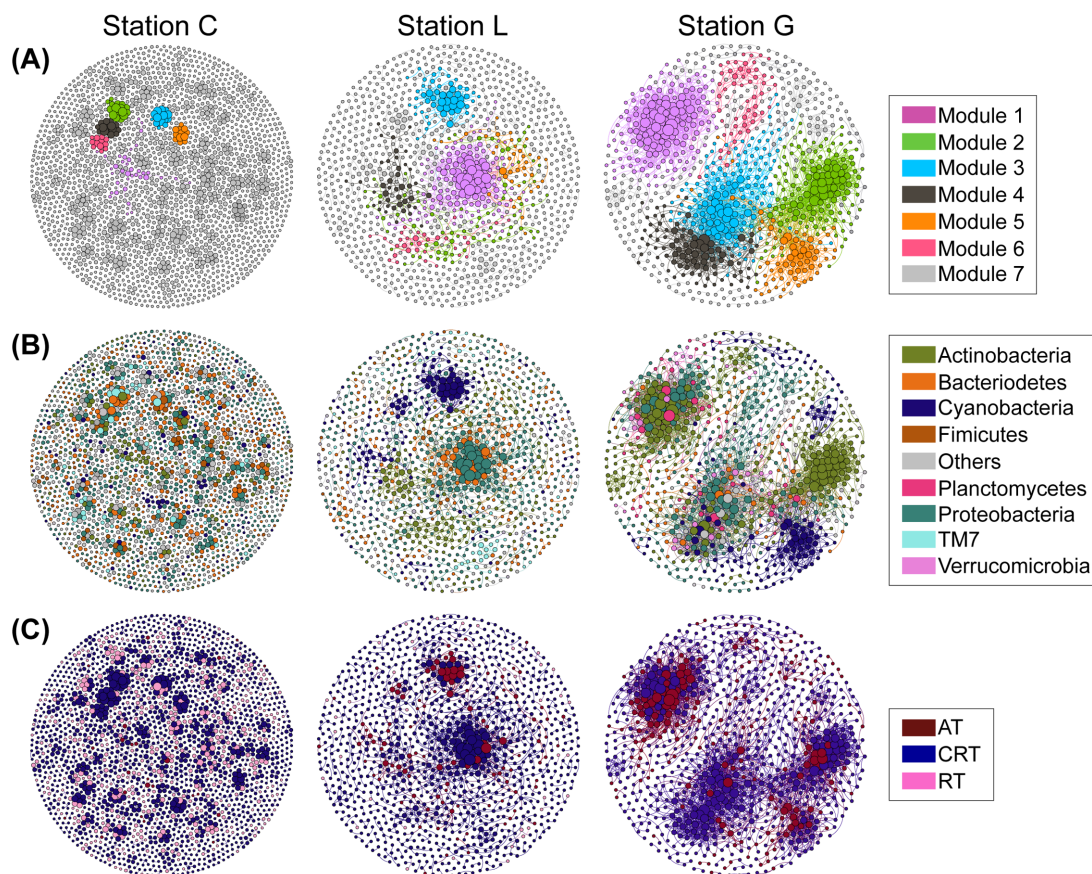 Station C
Station L
Station G
(A)
Module 1
Module 2
Module 3
Module 4
Module 5
Module 6
Module 7
(B)
Actinobacteria
Bacteriodetes
Cyanobacteria
Fimicutes
Others
Planctomycetes
Proteobacteria
TM7
Verrucomicrobia
(C)
AT
CRT
RT